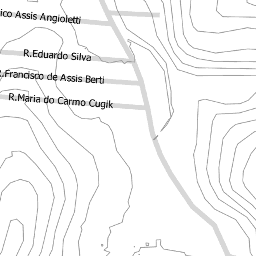 ico Assis Angioletti
R.Eduardo Silva
R.Francisco de Assis Berti
R.Maria do Carmo Cugik